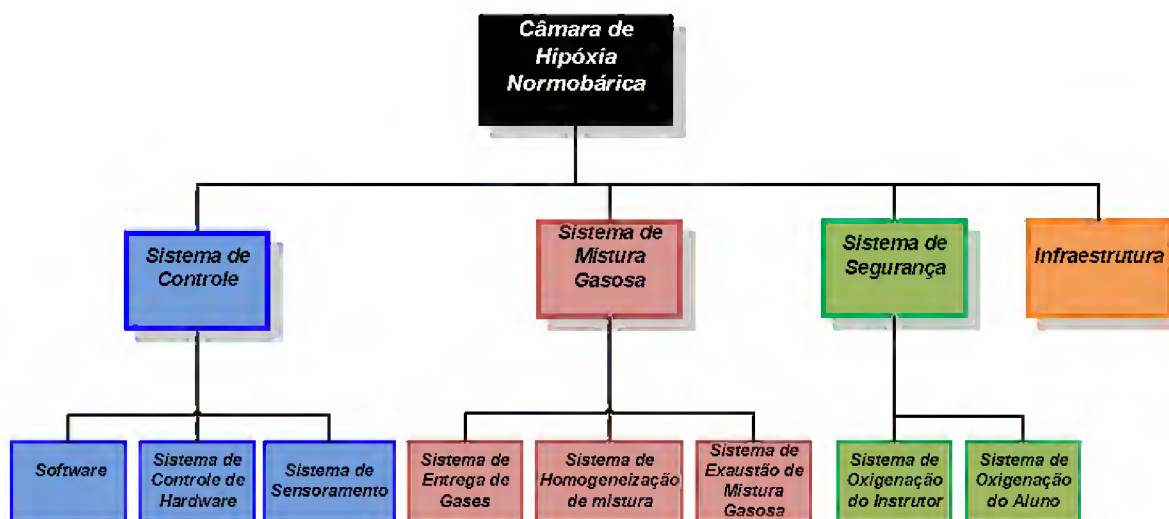 Câmara de
Hipóxia
Normobárica
Sistema de
Controle
Sistema de
Mistura
Gasosa
Sistema de
Segurança
Infraestrutura
Software
Sistema de
Controle de
Hardware
Sistema de
Sensoramento
Sistema de
Entrega de
Gases
Sistema de
Homogeneização
de mistura
Sistema de
Exaustão de
Mistura
Gasosa
Sistema de
Oxigenação
do Instrutor
Sistema de
Oxigenação
do Aluno